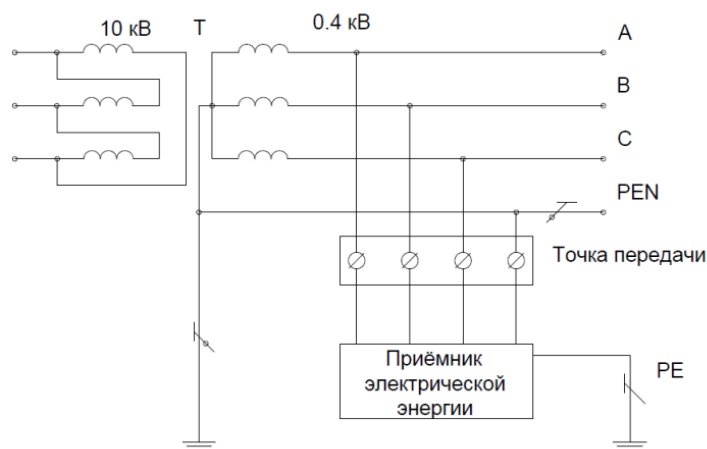 10 кВ
Т
0.4 кВ
A
B
C
PEN
Точка передачи
Приёмник
электрической
энергии
PE